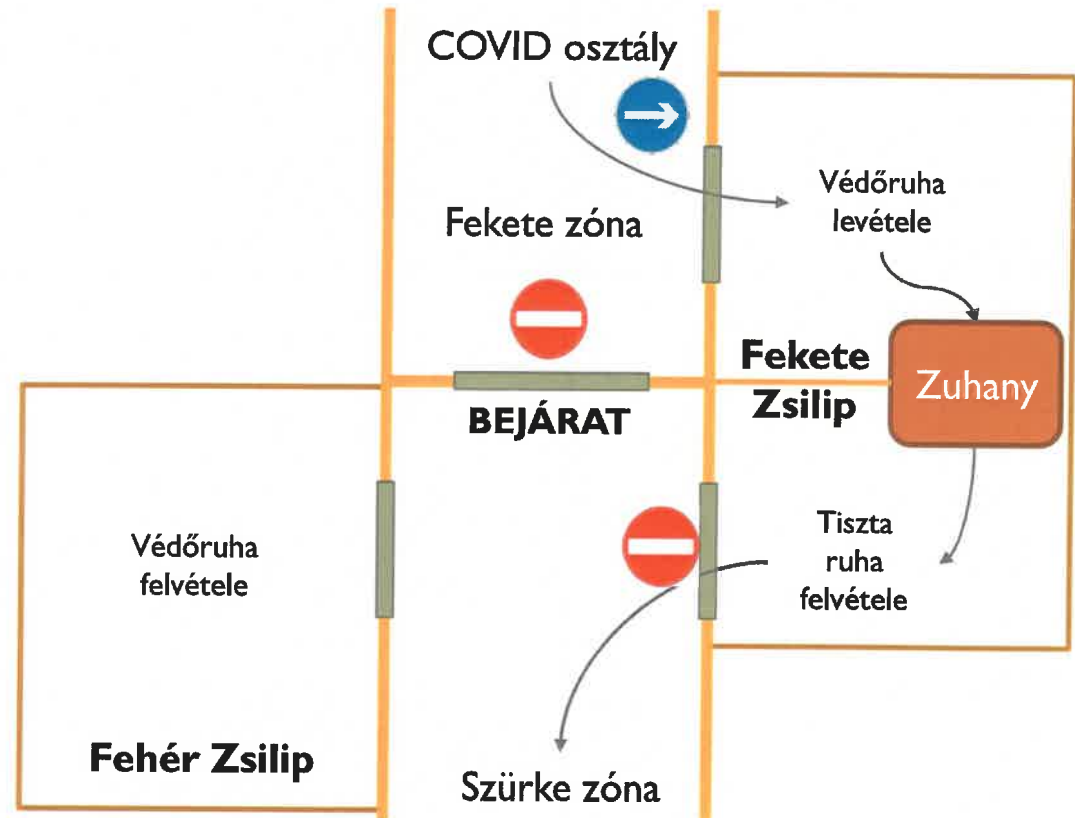 COVID osztály
Védőruha
levétele
Fekete zóna
Fekete
Zsilip
Zuhany
BEJÁRAT
Tiszta
ruha
felvétele
Védőruha
felvétele
Fehér Zsilip
Szürke zóna